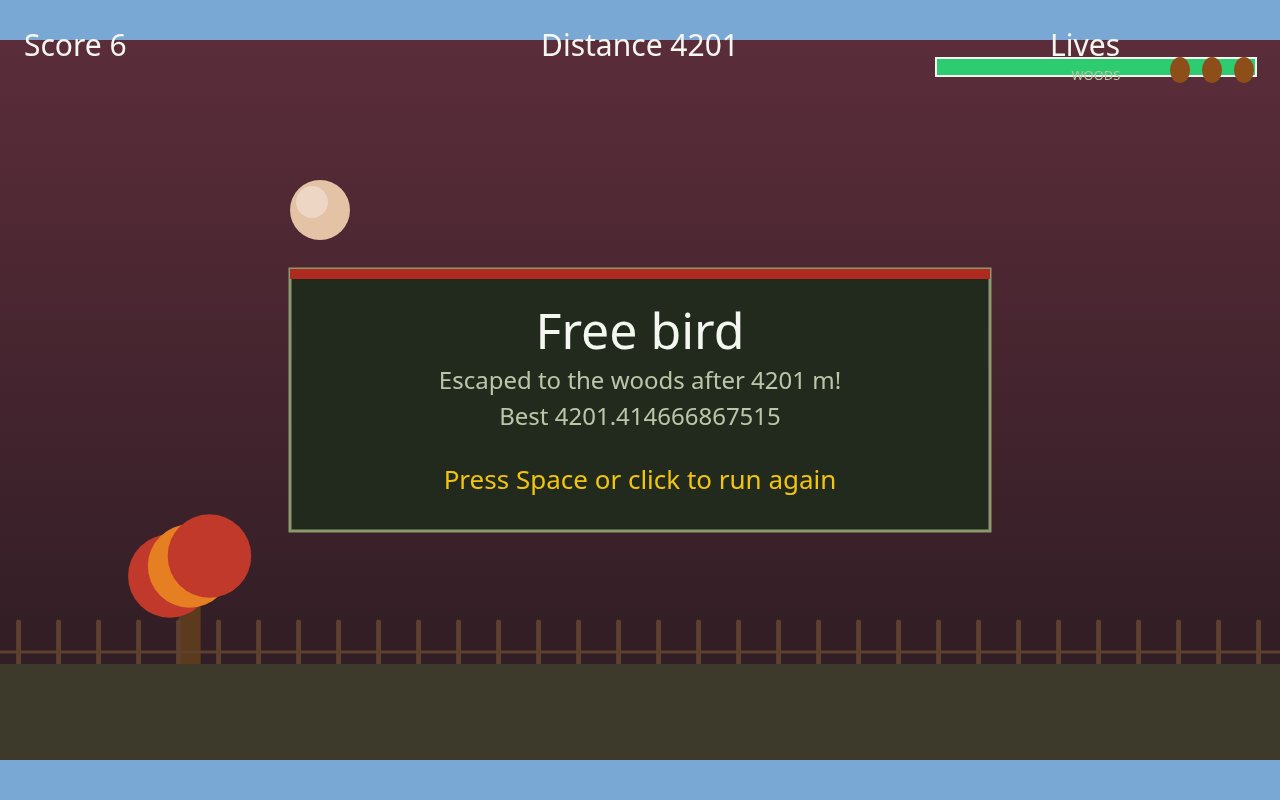 Score 6
Distance 4201
Lives
WOODS
Free bird
Escaped to the woods after 4201 m!
Best 4201.414666867515
Press Space or click to run again